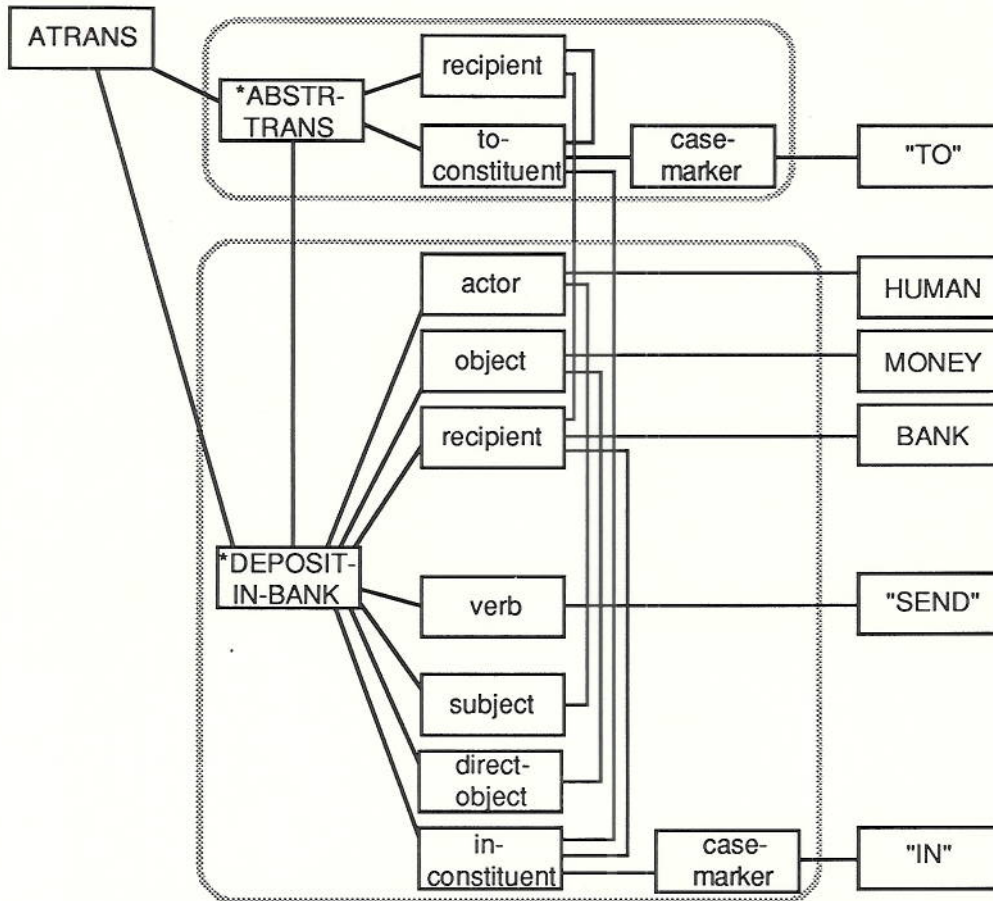 ATRANS
*ABSTR-
TRANS
recipient
to-
constituent
case-
marker
"TO"
actor
HUMAN
object
MONEY
recipient
BANK
*DEPOSIT-
IN-BANK
verb
"SEND"
subject
direct-
object
in-
constituent
case-
marker
"IN"